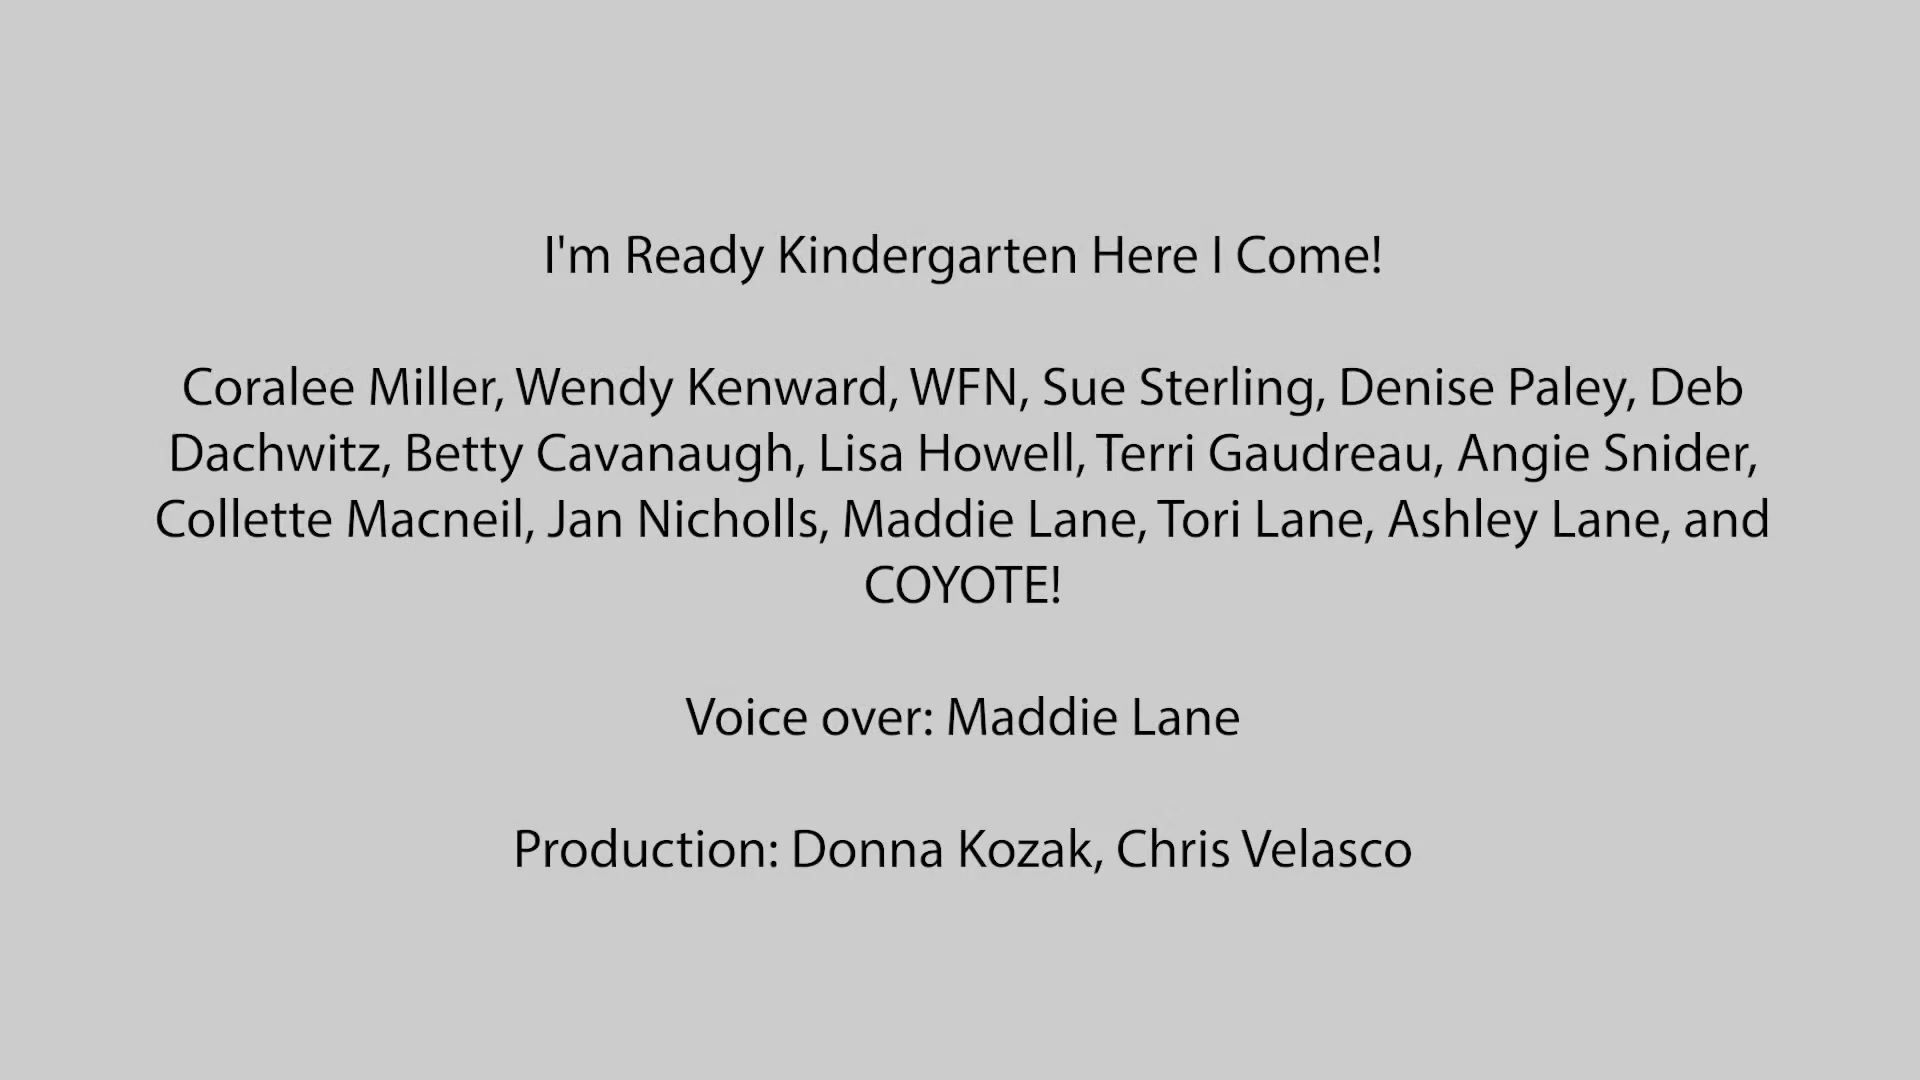 I'm Ready Kindergarten Here I Come!
Coralee Miller, Wendy Kenward, WFN, Sue Sterling, Denise Paley, Deb
Dachwitz, Betty Cavanaugh, Lisa Howell, Terri Gaudreau, Angie Snider,
Collette Macneil, Jan Nicholls, Maddie Lane, Tori Lane, Ashley Lane, and
COYOTE!
Voice over: Maddie Lane
Production: Donna Kozak, Chris Velasco